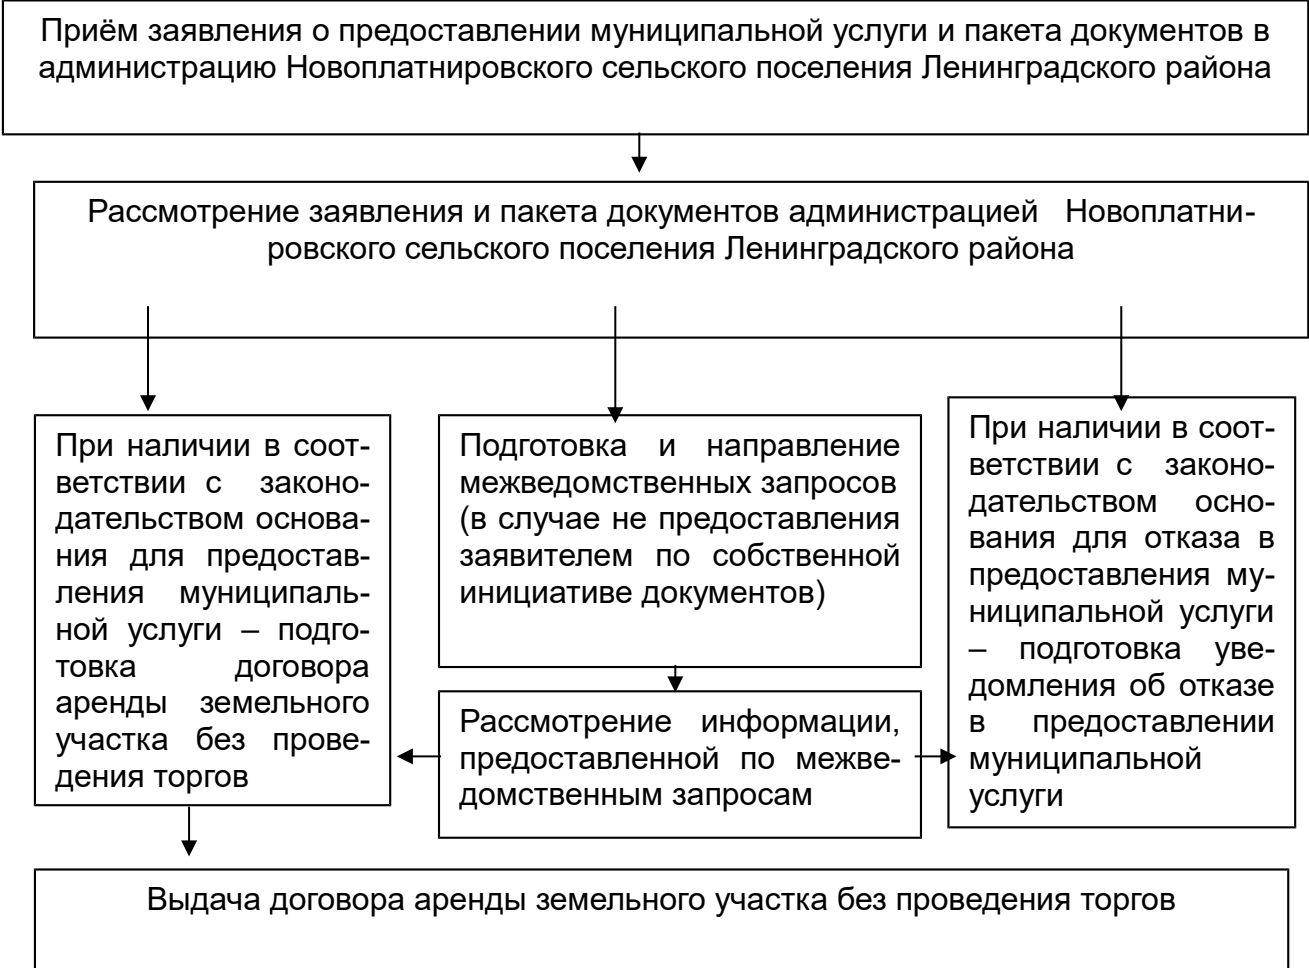 Приём заявления о предоставлении муниципальной услуги и пакета документов в
администрацию Новоплатнировского сельского поселения Ленинградского района
Рассмотрение заявления и пакета документов администрацией Новоплатни-
ровского сельского поселения Ленинградского района
При наличии в соот-
ветствии с законо-
дательством основа-
ния для предостав-
ления муниципаль-
ной услуги – подго-
товка договора
аренды земельного
участка без прове-
дения торгов
Подготовка и направление
межведомственных запросов
(в случае не предоставления
заявителем по собственной
инициативе документов)
Рассмотрение информации,
предоставленной по межве-
домственным запросам
При наличии в соот-
ветствии с законо-
дательством осно-
вания для отказа в
предоставления му-
ниципальной услуги
– подготовка уве-
домления об отказе
в предоставлении
муниципальной
услуги
Выдача договора аренды земельного участка без проведения торгов